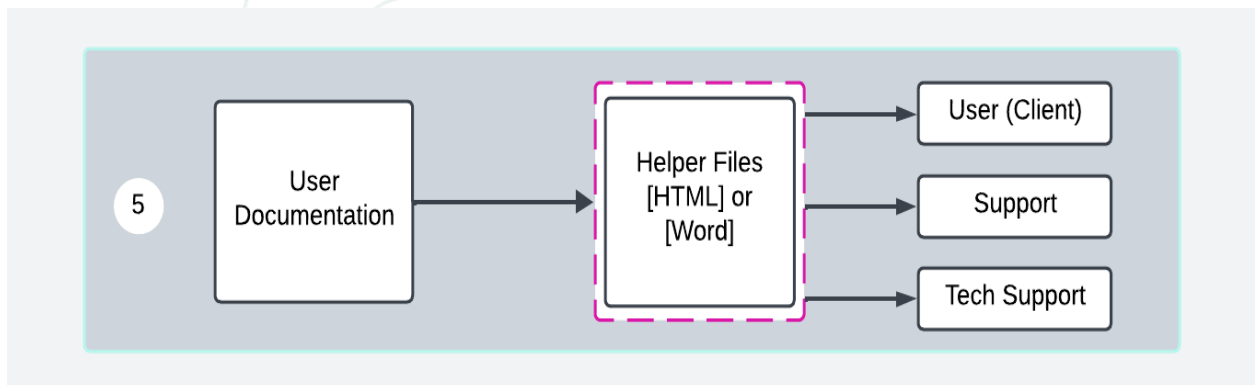 5
User
Documentation
Helper Files
[HTML] or
[Word]
User (Client)
Support
Tech Support